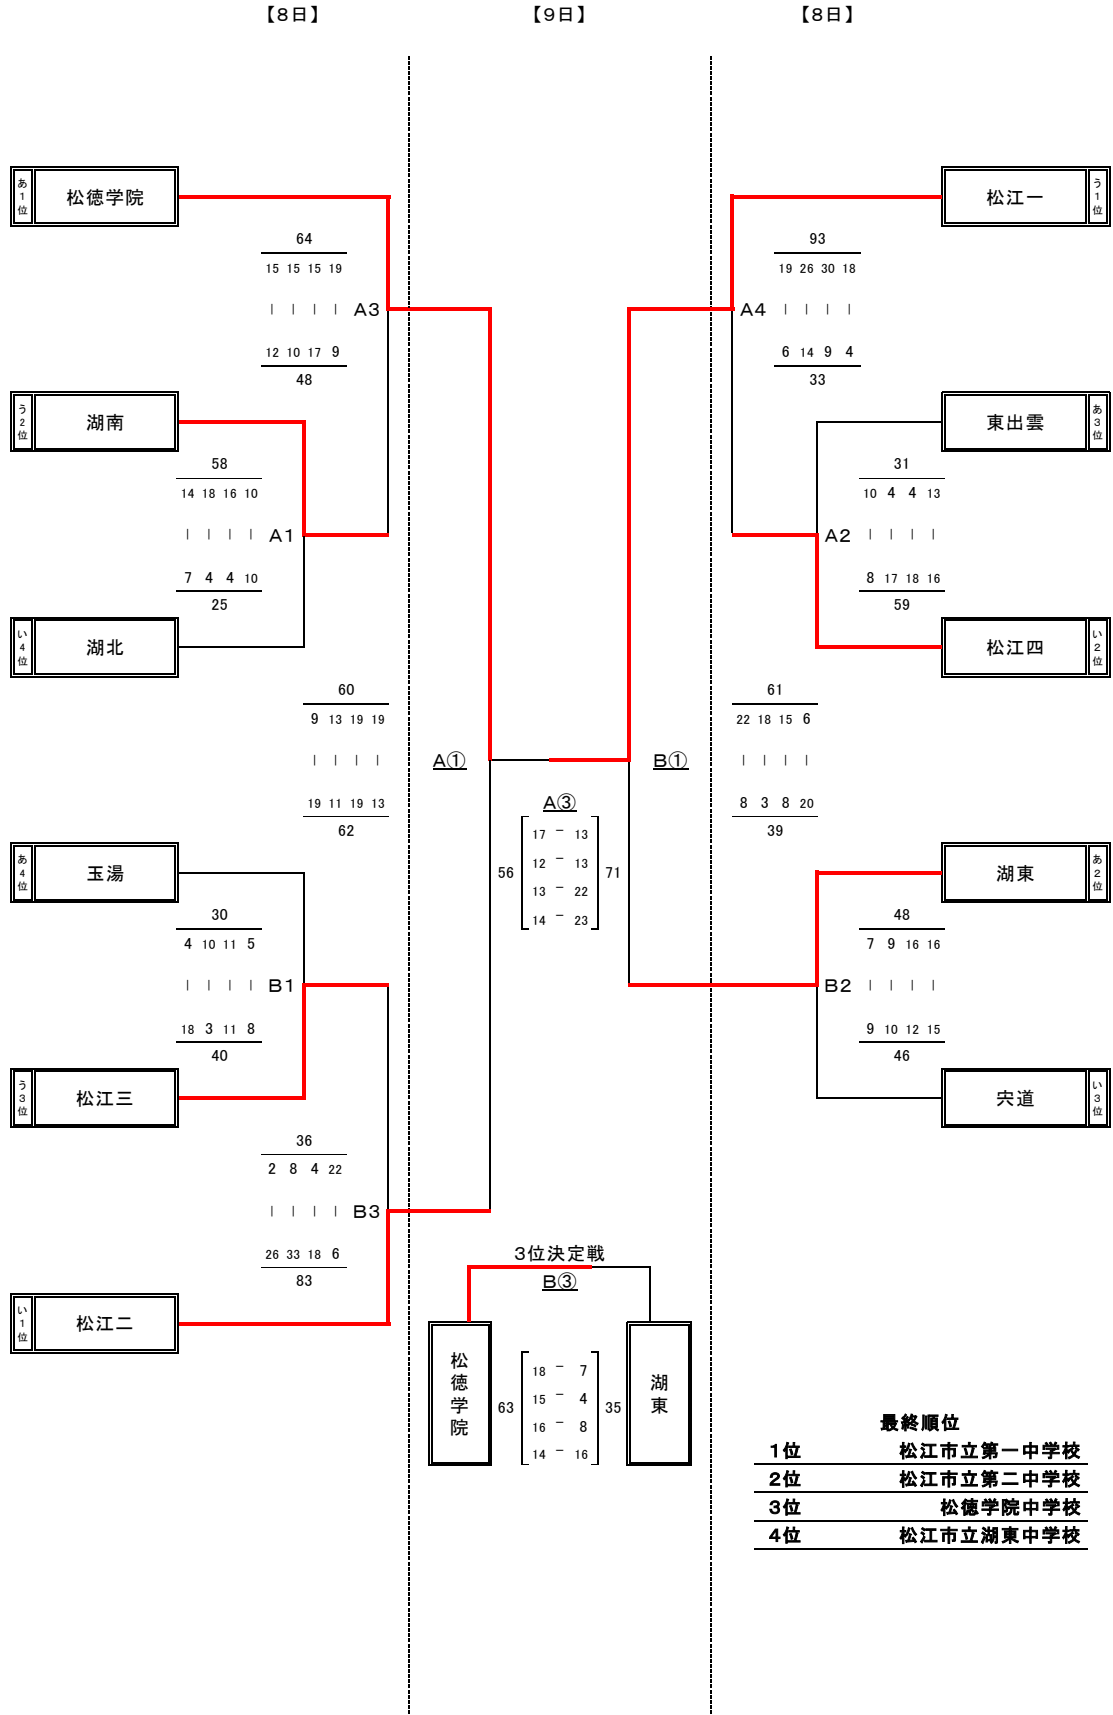 【8日】 【9日】 【8日】
あ1位 松徳学院 松江一 う1位
64 93
15 15 15 19 19 26 30 18
| | | | A3 A4 | | | |
12 10 17 9 6 14 9 4
48 33
う2位 湖南 東出雲 あ3位
58 31
14 18 16 10 10 4 4 13
| | | | A1 A2 | | | |
7 4 4 10 8 17 18 16
25 59
い4位 湖北 松江四 い2位
60 61
9 13 19 19 22 18 15 6
| | | | A① B① | | | |
19 11 19 13 8 3 8 20
62 39
A③
17 − 13
12 − 13
56 71
13 − 22
14 − 23
あ4位 玉湯 湖東 あ2位
30 48
4 10 11 5 7 9 16 16
| | | | B1 B2 | | | |
18 3 11 8 9 10 12 15
40 46
う3位 松江三 宍道 い3位
36
2 8 4 22
| | | | B3
26 33 18 6
83
い1位 松江二
3位決定戦
B③
松徳学院 湖東
18 − 7
15 − 4
63 35
16 − 8
14 − 16
最終順位
1位 松江市立第一中学校
2位 松江市立第二中学校
3位 松徳学院中学校
4位 松江市立湖東中学校